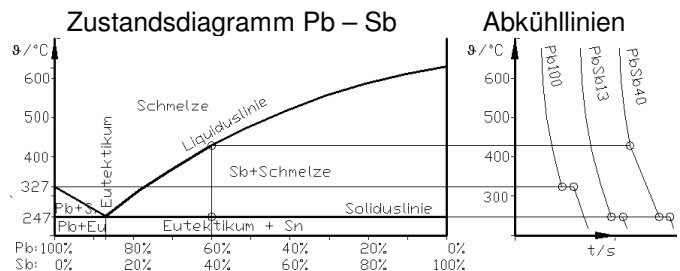 Zustandsdiagramm Pb – Sb
Abkühllinien
ϑ/°C
600
500
400
327
247
Schmelze
Liquiduslinie
Eutektikum
Sb+Schmelze
Soliduslinie
Pb+S
Pb+Eu
Eutektikum + Sn
Pb: 100% 80% 60% 40% 20% 0%
Sb: 0% 20% 40% 60% 80% 100%
ϑ/°C
600
500
400
300
Pb100
PbSb13
PbSb40
t/s